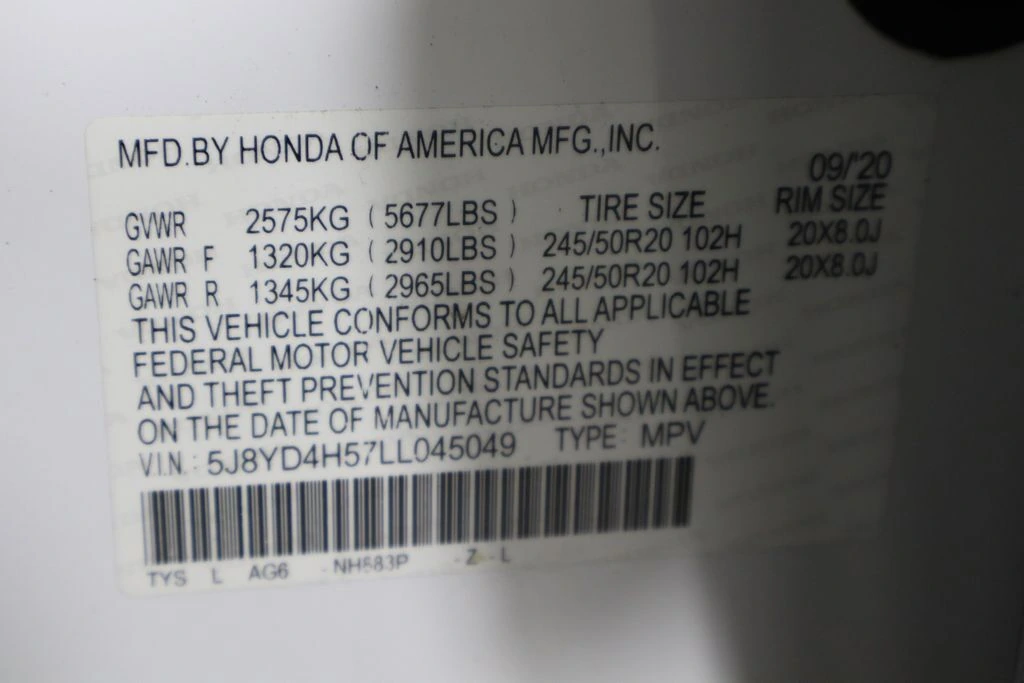 MFD.BY HONDA OF AMERICA MFG.,INC.
09/'20
GVWR 2575KG ( 5677LBS ) TIRE SIZE RIM SIZE
GAWR F 1320KG ( 2910LBS ) 245/50R20 102H 20X8.0J
GAWR R 1345KG ( 2965LBS ) 245/50R20 102H 20X8.0J
THIS VEHICLE CONFORMS TO ALL APPLICABLE
FEDERAL MOTOR VEHICLE SAFETY
AND THEFT PREVENTION STANDARDS IN EFFECT
ON THE DATE OF MANUFACTURE SHOWN ABOVE.
V.I.N.: 5J8YD4H57LL045049 TYPE: MPV
TYS L AG6 -NH883P -Z -L